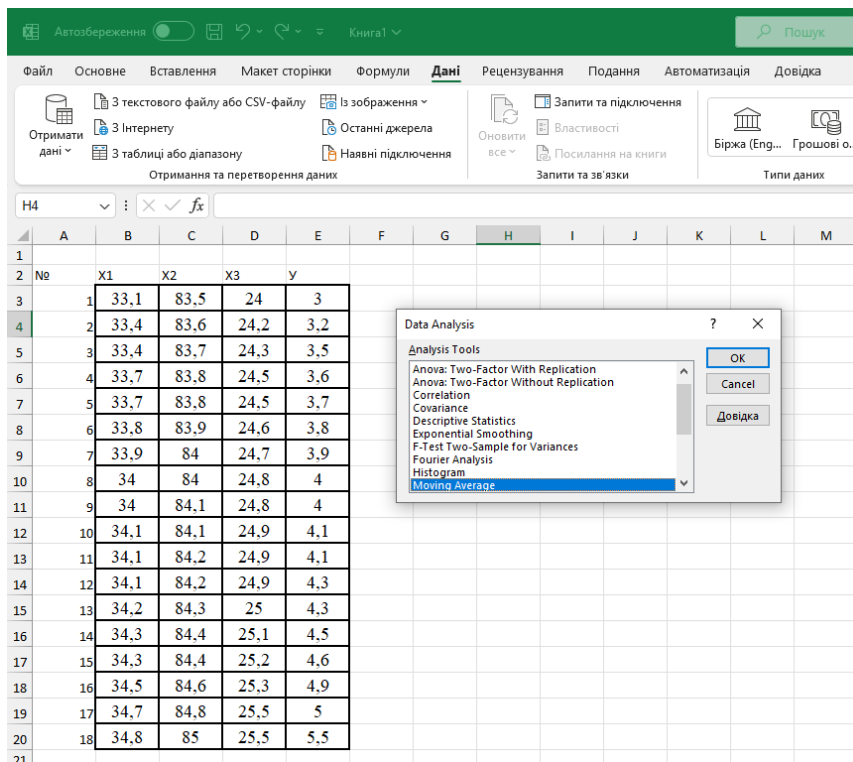 Автозбереження
Книга1
Пошук
Файл Основне Вставлення Макет сторінки Формули Дані Рецензування Подання Автоматизація Довідка
Отримати дані
З текстового файлу або CSV-файлу
З Інтернету
З таблиці або діапазону
Із зображення
Останні джерела
Наявні підключення
Отримання та перетворення даних
Оновити все
Запити та підключення
Властивості
Посилання на книги
Запити та зв'язки
Біржа (Eng...
Грошові о...
Типи даних
H4
fx
A B C D E F G H I J K L M
1
2 № X1 X2 X3 У
3 1 33,1 83,5 24 3
4 2 33,4 83,6 24,2 3,2
5 3 33,4 83,7 24,3 3,5
6 4 33,7 83,8 24,5 3,6
7 5 33,7 83,8 24,5 3,7
8 6 33,8 83,9 24,6 3,8
9 7 33,9 84 24,7 3,9
10 8 34 84 24,8 4
11 9 34 84,1 24,8 4
12 10 34,1 84,1 24,9 4,1
13 11 34,1 84,2 24,9 4,1
14 12 34,1 84,2 24,9 4,3
15 13 34,2 84,3 25 4,3
16 14 34,3 84,4 25,1 4,5
17 15 34,3 84,4 25,2 4,6
18 16 34,5 84,6 25,3 4,9
19 17 34,7 84,8 25,5 5
20 18 34,8 85 25,5 5,5
21
Data Analysis ?
Analysis Tools
Anova: Two-Factor With Replication
Anova: Two-Factor Without Replication
Correlation
Covariance
Descriptive Statistics
Exponential Smoothing
F-Test Two-Sample for Variances
Fourier Analysis
Histogram
Moving Average
OK
Cancel
Довідка